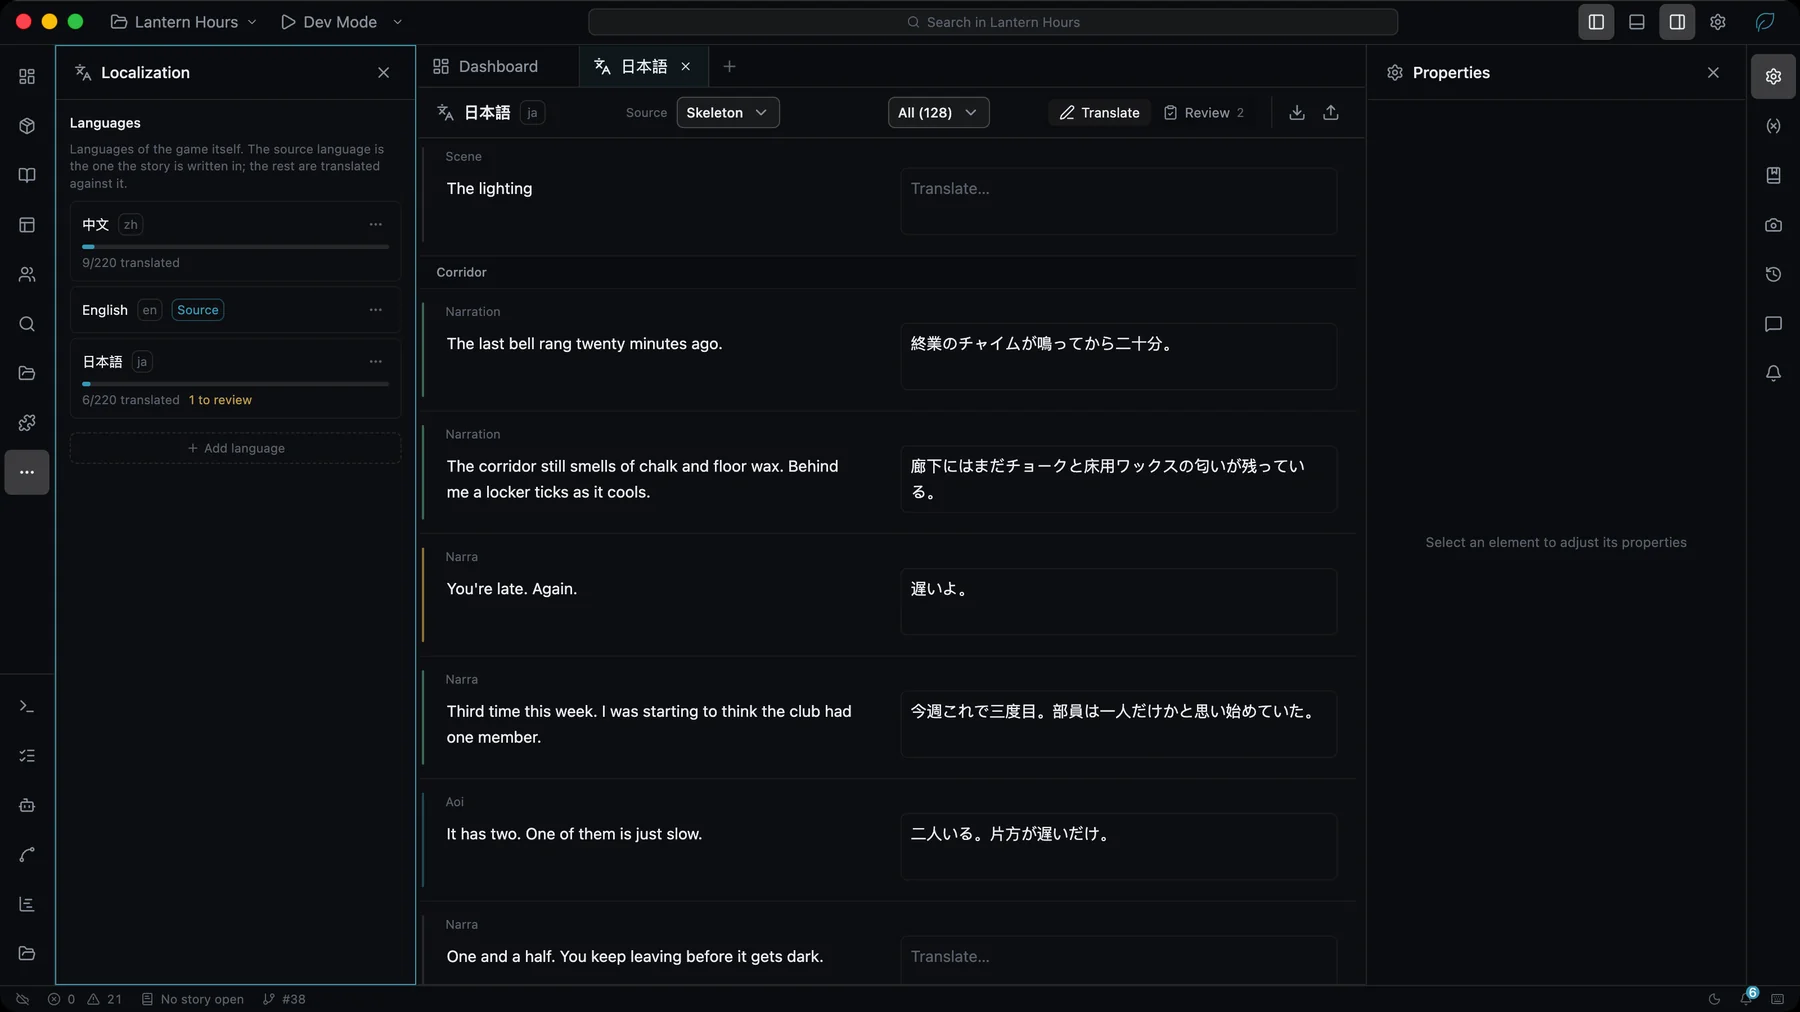 Lantern Hours
Dev Mode
Search in Lantern Hours
Localization
Languages
Languages of the game itself. The source language is
the one the story is written in; the rest are translated
against it.
中文 zh
9/220 translated
English en Source
日本語 ja
6/220 translated 1 to review
+ Add language
Dashboard
日本語
日本語 ja
Source Skeleton
All (128)
Translate
Review 2
Scene
The lighting
Translate...
Corridor
Narration
The last bell rang twenty minutes ago.
終業のチャイムが鳴ってから二十分。
Narration
The corridor still smells of chalk and floor wax. Behind
me a locker ticks as it cools.
廊下にはまだチョークと床用ワックスの匂いが残ってい
る。
Narra
You're late. Again.
遅いよ。
Narra
Third time this week. I was starting to think the club had
one member.
今週これで三度目。部員は一人だけかと思い始めていた。
Aoi
It has two. One of them is just slow.
二人いる。片方が遅いだけ。
Narra
One and a half. You keep leaving before it gets dark.
Translate...
Properties
Select an element to adjust its properties
0
21
No story open
#38
6